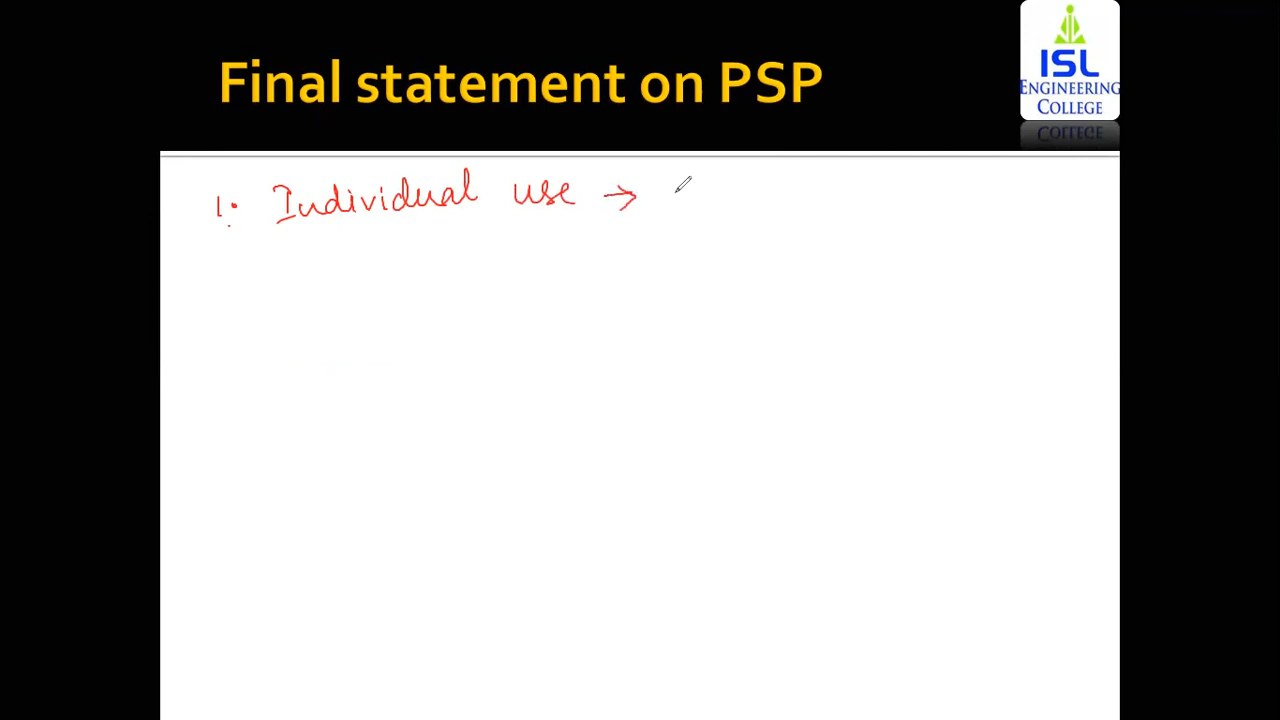 Final statement on PSP
ISL
ENGINEERING
COLLEGE
1. Individual use →